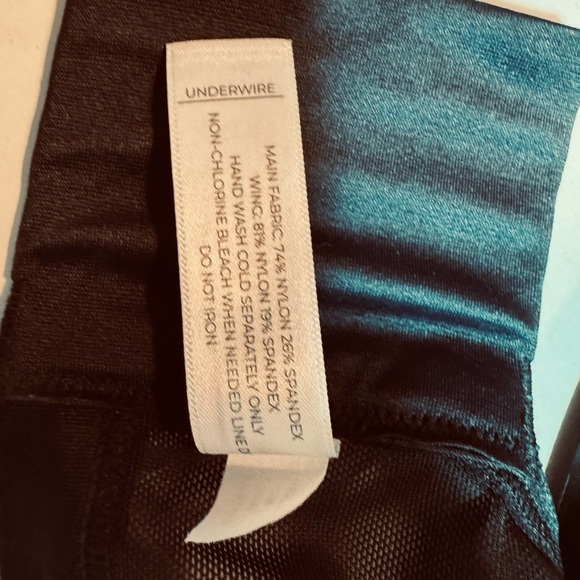 UNDERWIRE
MAIN FABRIC: 74% NYLON 26% SPANDEX
WING: 81% NYLON 19% SPANDEX
HAND WASH COLD SEPARATELY ONLY
NON-CHLORINE BLEACH WHEN NEEDED LINED
DO NOT IRON